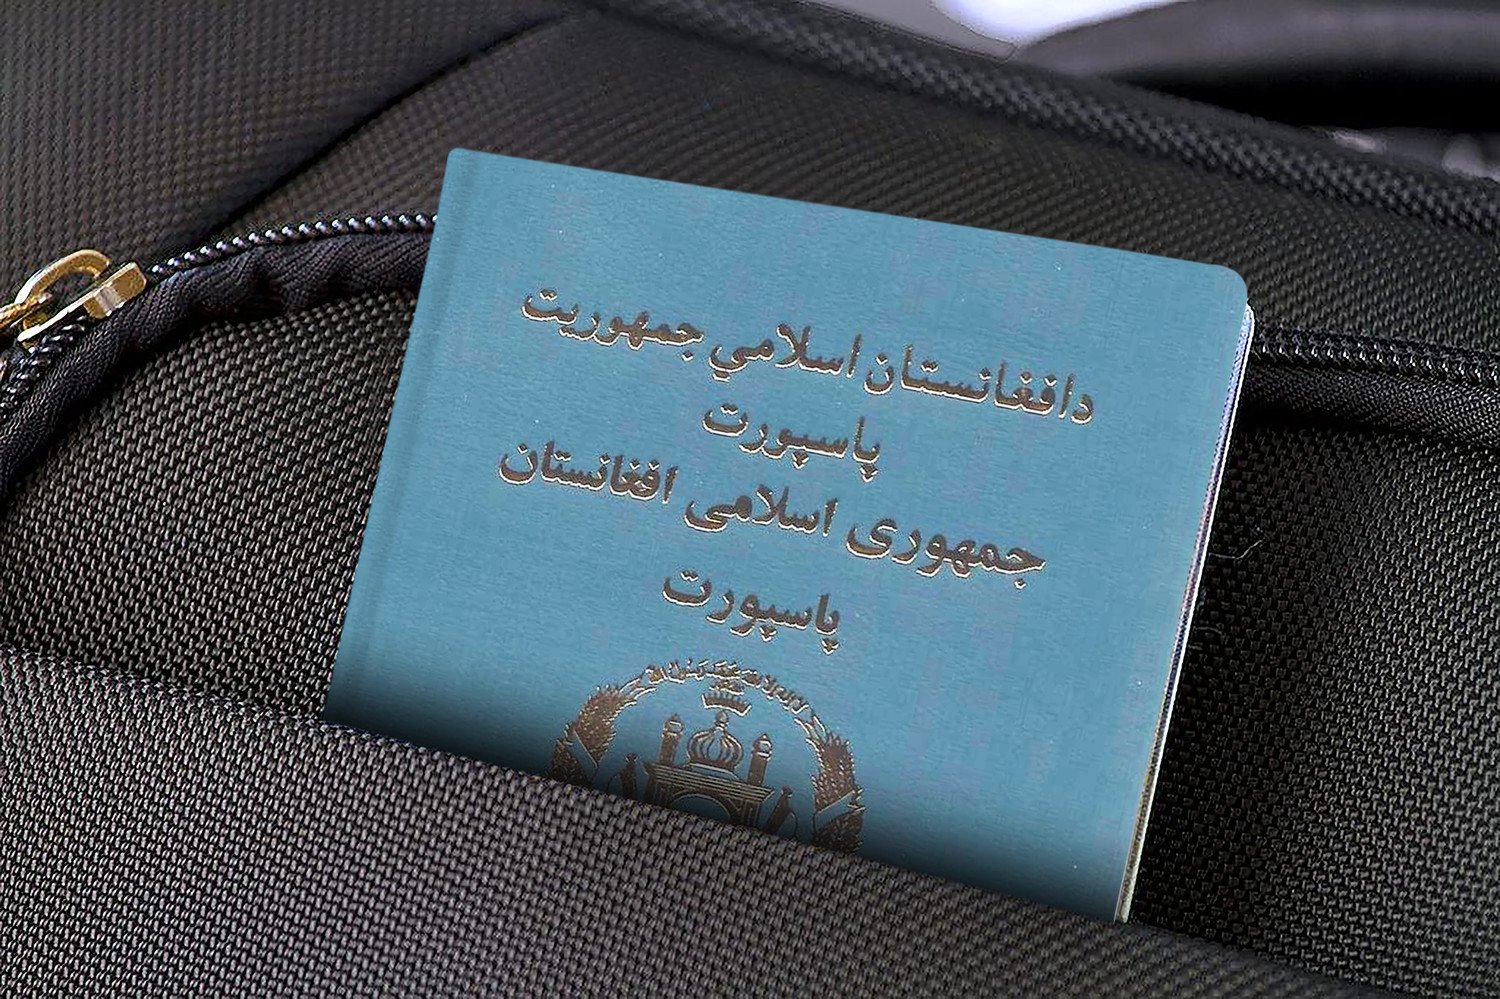 دافغانستان اسلامي جمهوريت
پاسپورت
جمهوری اسلامی افغانستان
پاسپورت